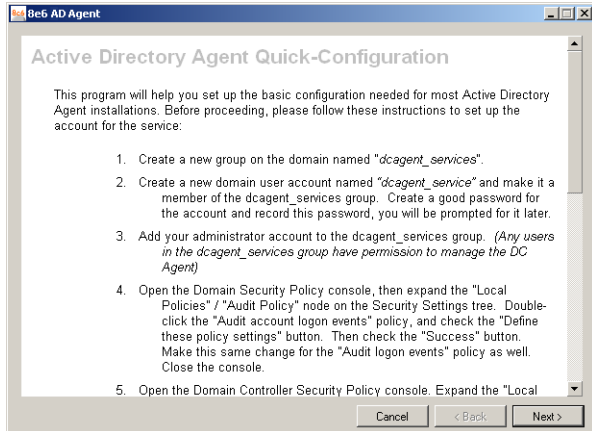 8e6 AD Agent
Active Directory Agent Quick-Configuration
This program will help you set up the basic configuration needed for most Active Directory
Agent installations. Before proceeding, please follow these instructions to set up the
account for the service:
1. Create a new group on the domain named "dcagent_services".
2. Create a new domain user account named "dcagent_service" and make it a
member of the dcagent_services group. Create a good password for
the account and record this password, you will be prompted for it later.
3. Add your administrator account to the dcagent_services group. (Any users
in the dcagent_services group have permission to manage the DC
Agent)
4. Open the Domain Security Policy console, then expand the "Local
Policies" / "Audit Policy" node on the Security Settings tree. Double-
click the "Audit account logon events" policy, and check the "Define
these policy settings" button. Then check the "Success" button.
Make this same change for the "Audit logon events" policy as well.
Close the console.
5. Open the Domain Controller Security Policy console. Expand the "Local
Cancel < Back Next >